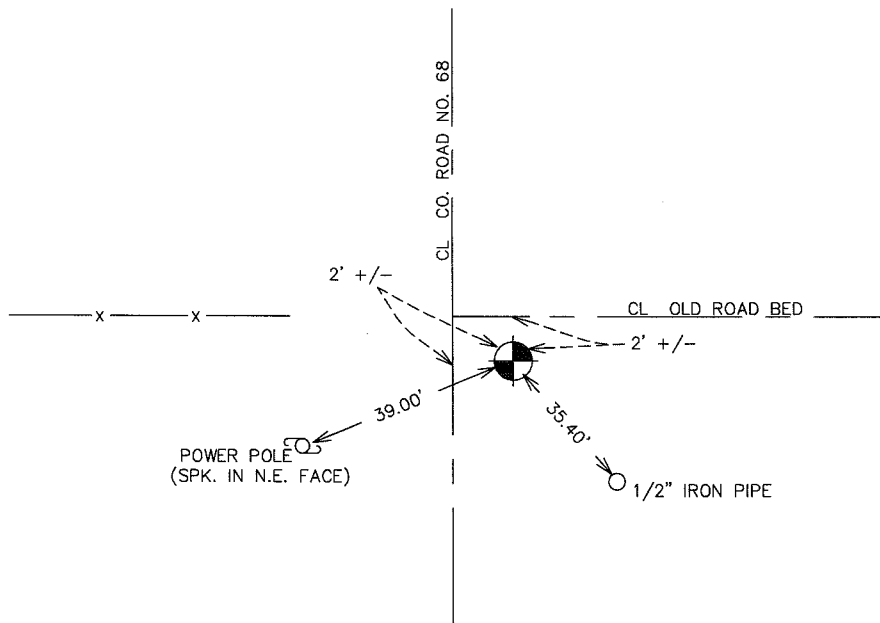 CL CO. ROAD NO. 68
2' +/-
CL OLD ROAD BED
2' +/-
39.00'
35.40'
POWER POLE
(SPK. IN N.E. FACE)
1/2" IRON PIPE